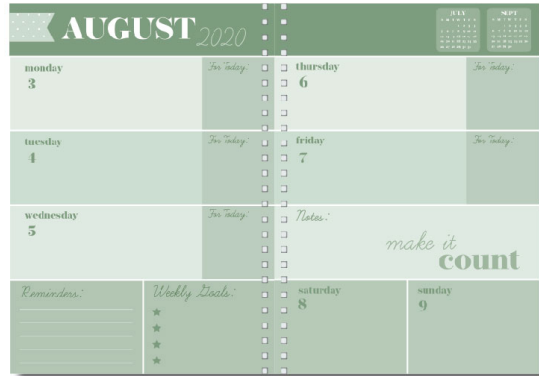 AUGUST 2020
JULY
SEPT
monday
3
For Today:
tuesday
4
For Today:
wednesday
5
For Today:
Reminders:
Weekly Goals:
thursday
6
For Today:
friday
7
For Today:
Notes:
make it
count
saturday
8
sunday
9